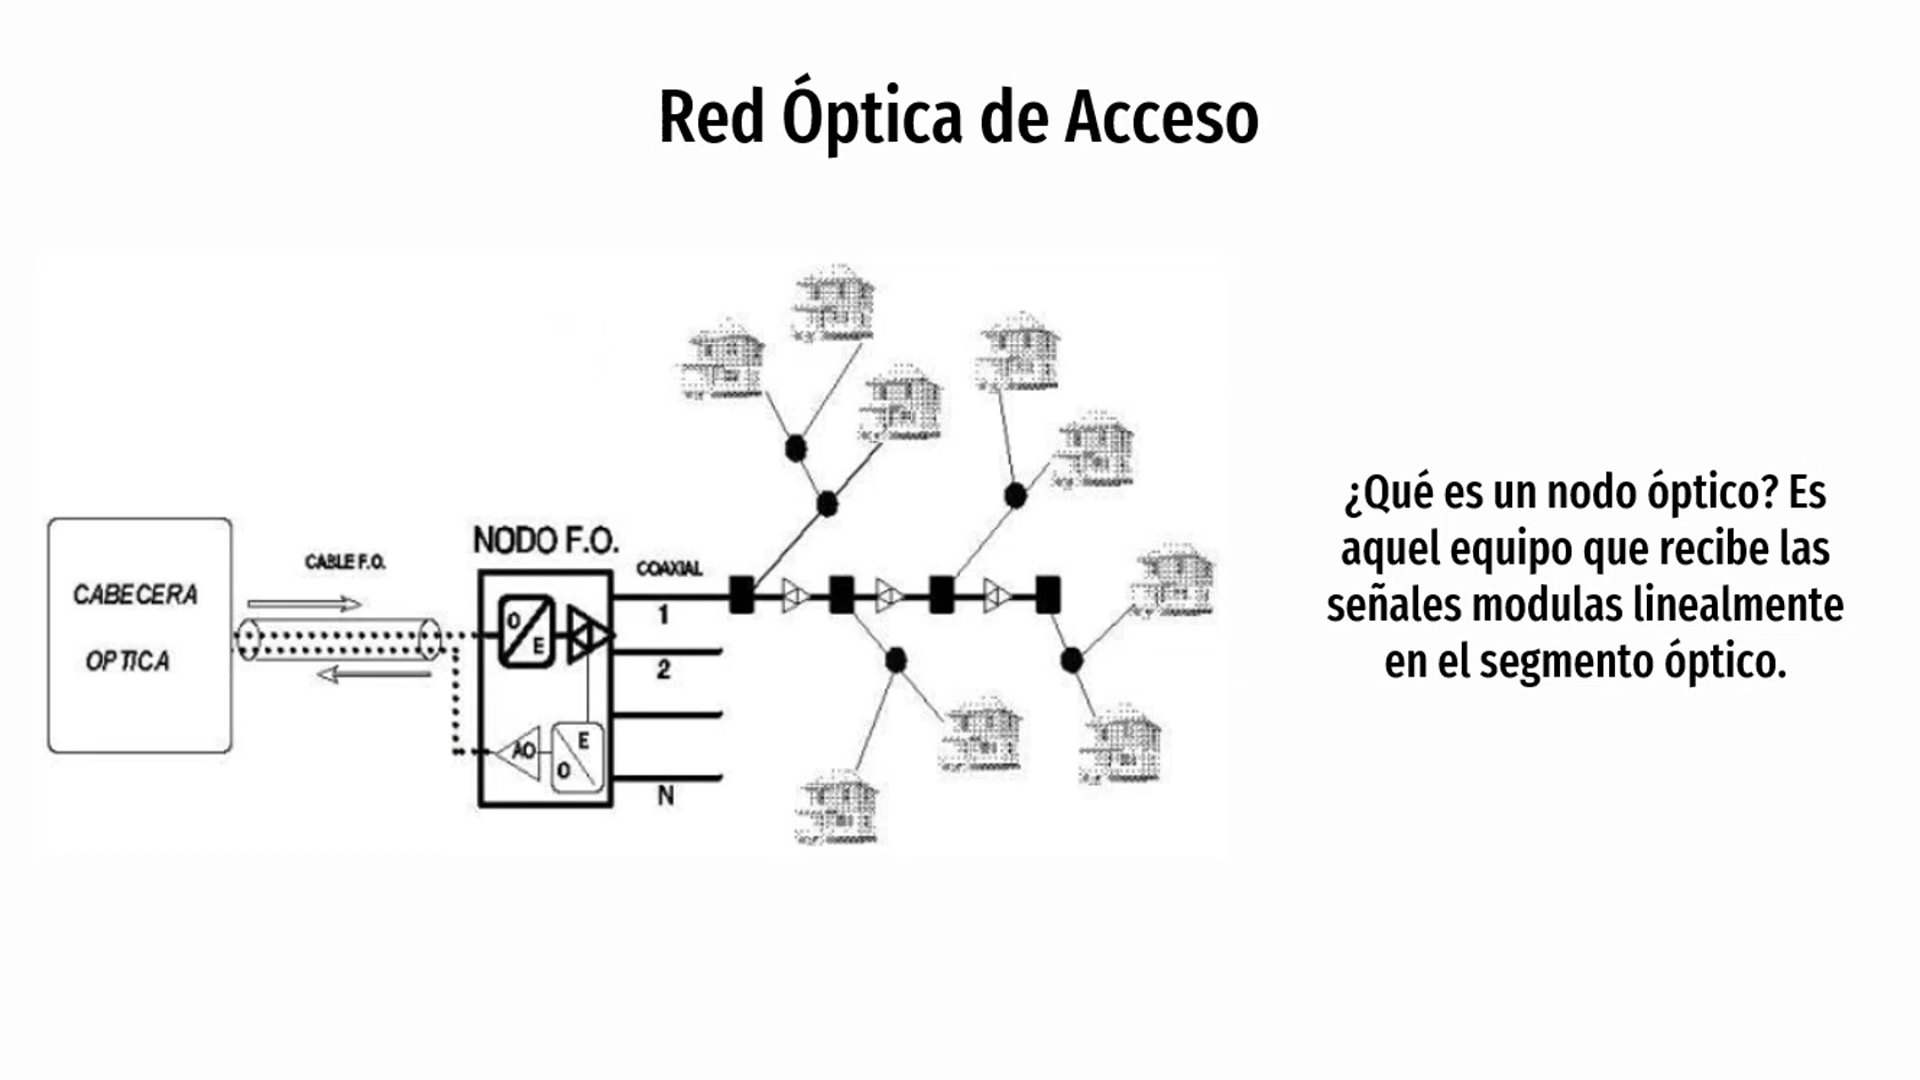 Red Óptica de Acceso
CABECERA
OPTICA
CABLE F.O.
NODO F.O.
O
E
AO
E
O
COAXIAL
1
2
N
¿Qué es un nodo óptico? Es
aquel equipo que recibe las
señales modulas linealmente
en el segmento óptico.